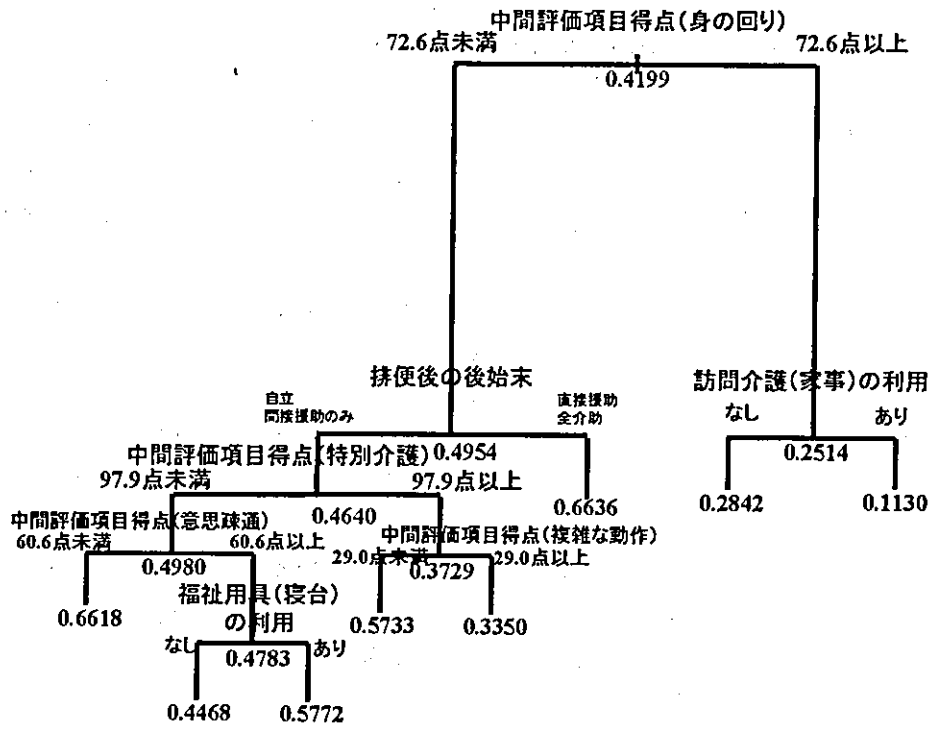 中間評価項目得点(身の回り)
72.6点未満
72.6点以上
0.4199
排便後の後始末
自立
間接援助のみ
直接援助
全介助
訪問介護(家事)の利用
なし
あり
0.4954
0.2514
中間評価項目得点(特別介護)
97.9点未満
97.9点以上
0.6636
0.2842
0.1130
0.4640
中間評価項目得点(意思疎通)
60.6点未満
60.6点以上
中間評価項目得点(複雑な動作)
29.0点未満
29.0点以上
0.4980
0.3729
福祉用具(寝台)
の利用
0.6618
0.5733
0.3350
なし
あり
0.4783
0.4468
0.5772